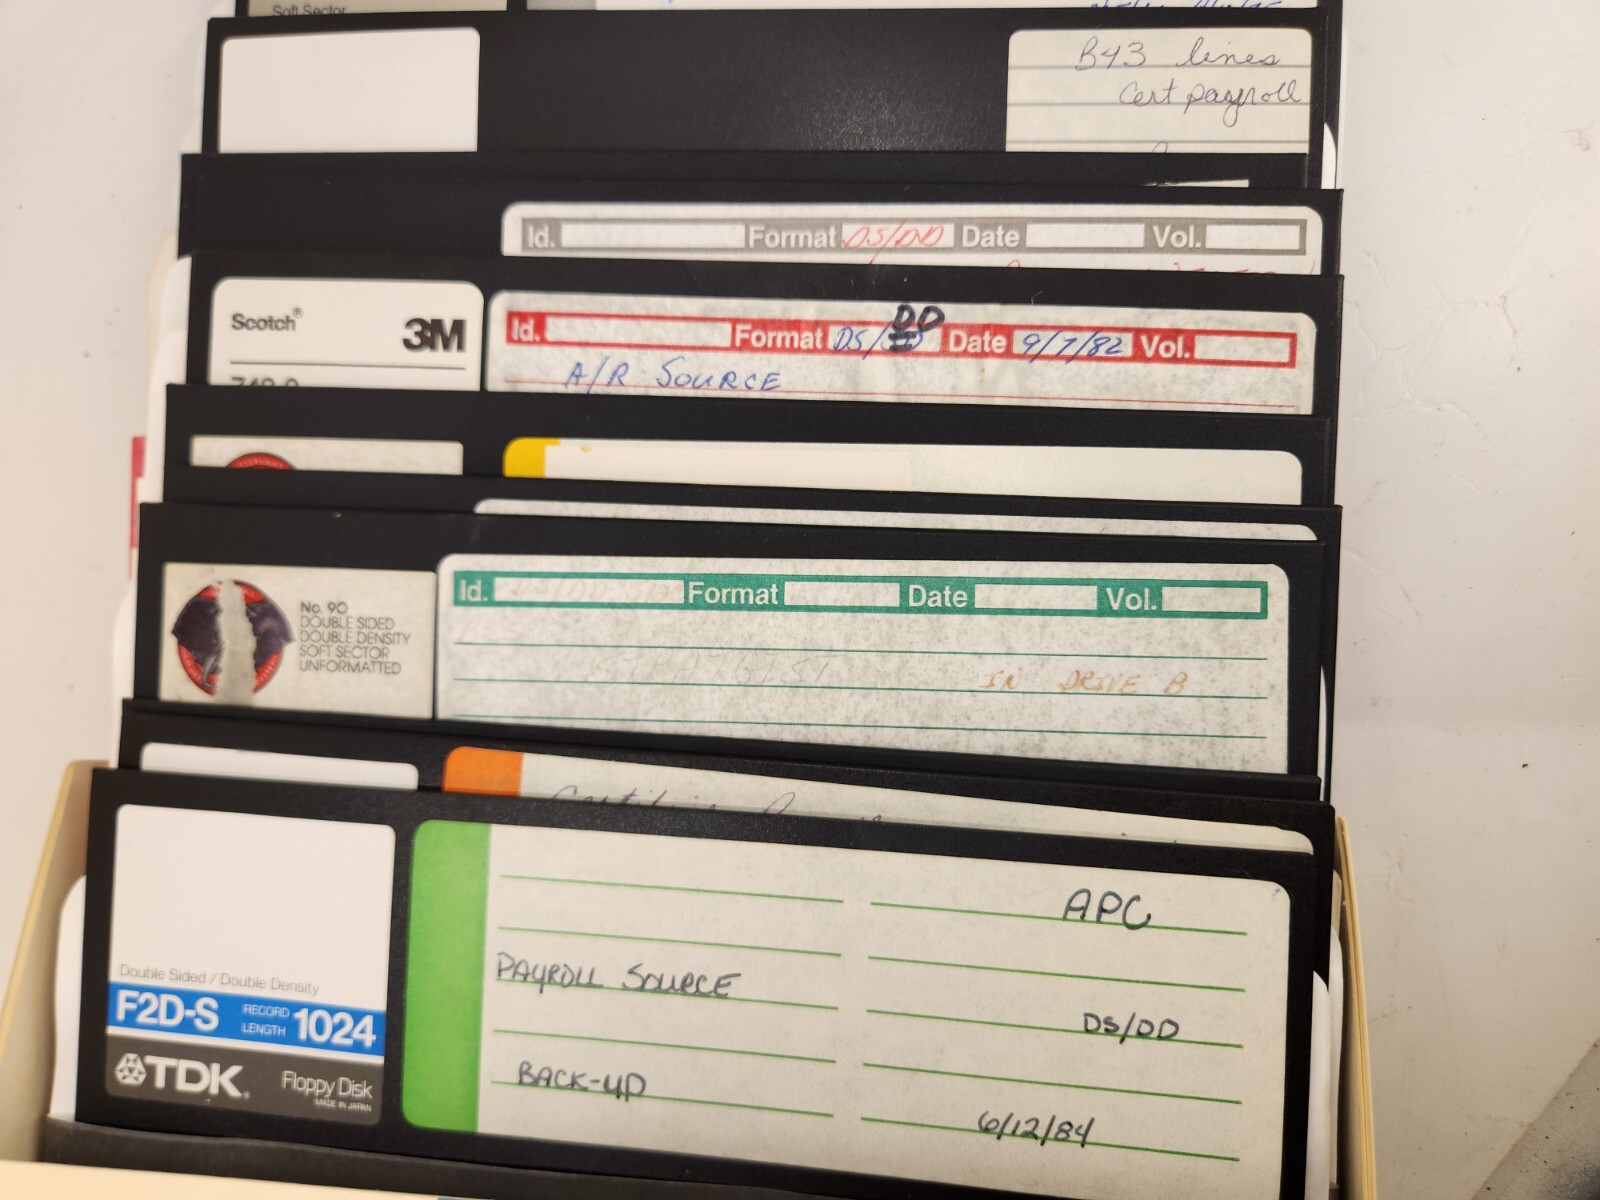 Soft Sector
B43 lines
Cert payroll
Id. Format DS/DD Date Vol.
Scotch® 3M
Id. Format DS/DD Date 9/7/82 Vol.
A/R SOURCE
No. 90
DOUBLE SIDED
DOUBLE DENSITY
SOFT SECTOR
UNFORMATTED
Id. DS/DD Format Date Vol.
IN DRIVE B
APC
PAYROLL SOURCE
DS/DD
BACK-UP
6/12/84
Double Sided / Double Density
F2D-S RECORD LENGTH 1024
TDK. Floppy Disk
MADE IN JAPAN